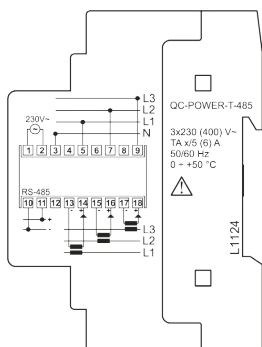 L3
L2
L1
N
230V~
1 2 3 4 5 6 7 8 9
RS-485
10 11 12 13 14 15 16 17 18
- + - + - + - +
+
-
L3
L2
L1
QC-POWER-T-485
3x230 (400) V~
TA x/5 (6) A
50/60 Hz
0 ÷ +50 °C
L1124